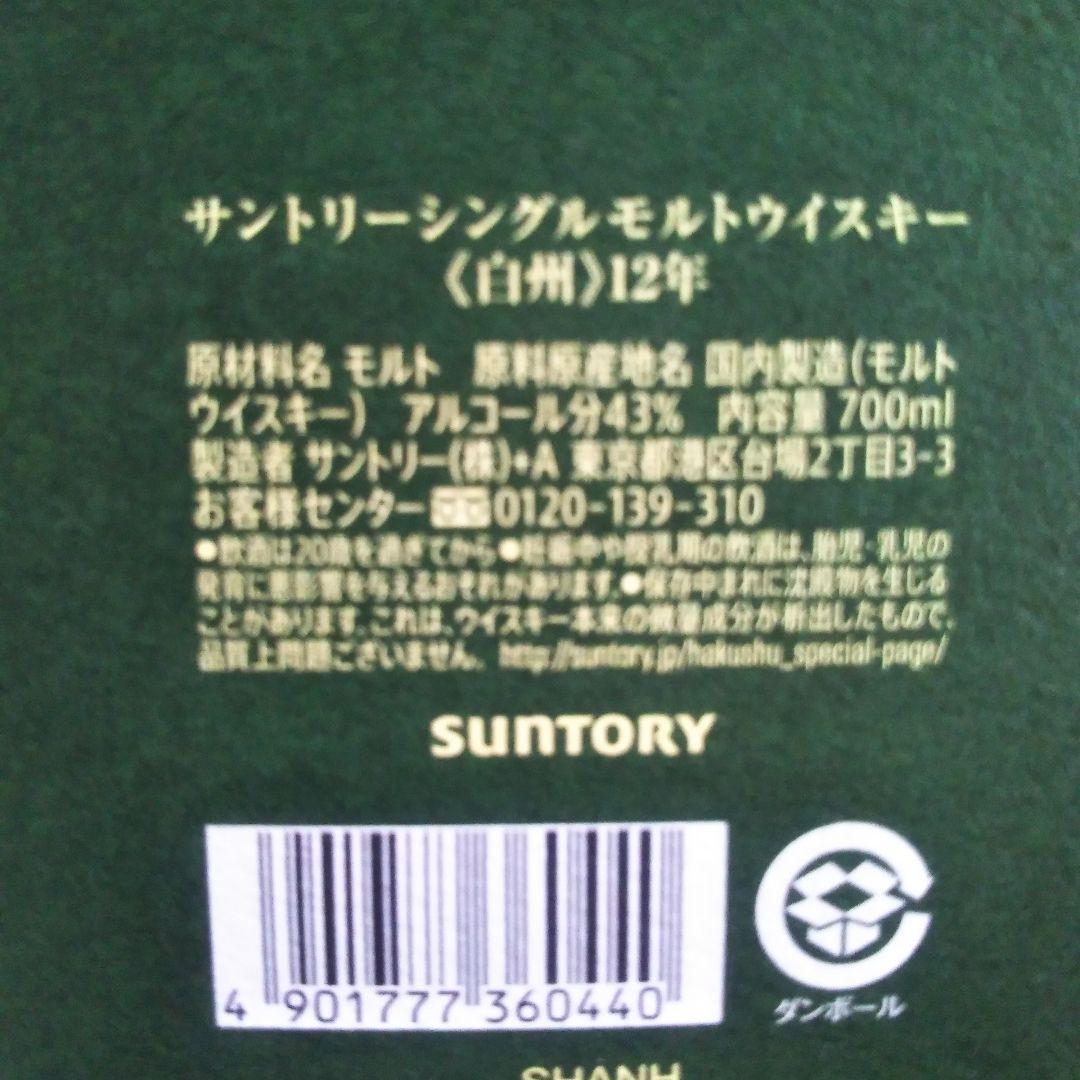 サントリーシングルモルトウイスキー
《白州》12年
原材料名 モルト 原料原産地名 国内製造(モルト
ウイスキー) アルコール分43% 内容量 700ml
製造者 サントリー(株)+A 東京都港区台場2丁目3-3
お客様センター 0120-139-310
●飲酒は20歳を過ぎてから●妊娠中や授乳期の飲酒は、胎児・乳児の
発育に悪影響を与えるおそれがあります。●保存中まれに沈殿物を生じる
ことがあります。これは、ウイスキー本来の微量成分が析出したもので、
品質上問題ございません。 http://suntory.jp/hakushu_special-page/
SUNTORY
4 901777 360440
ダンボール